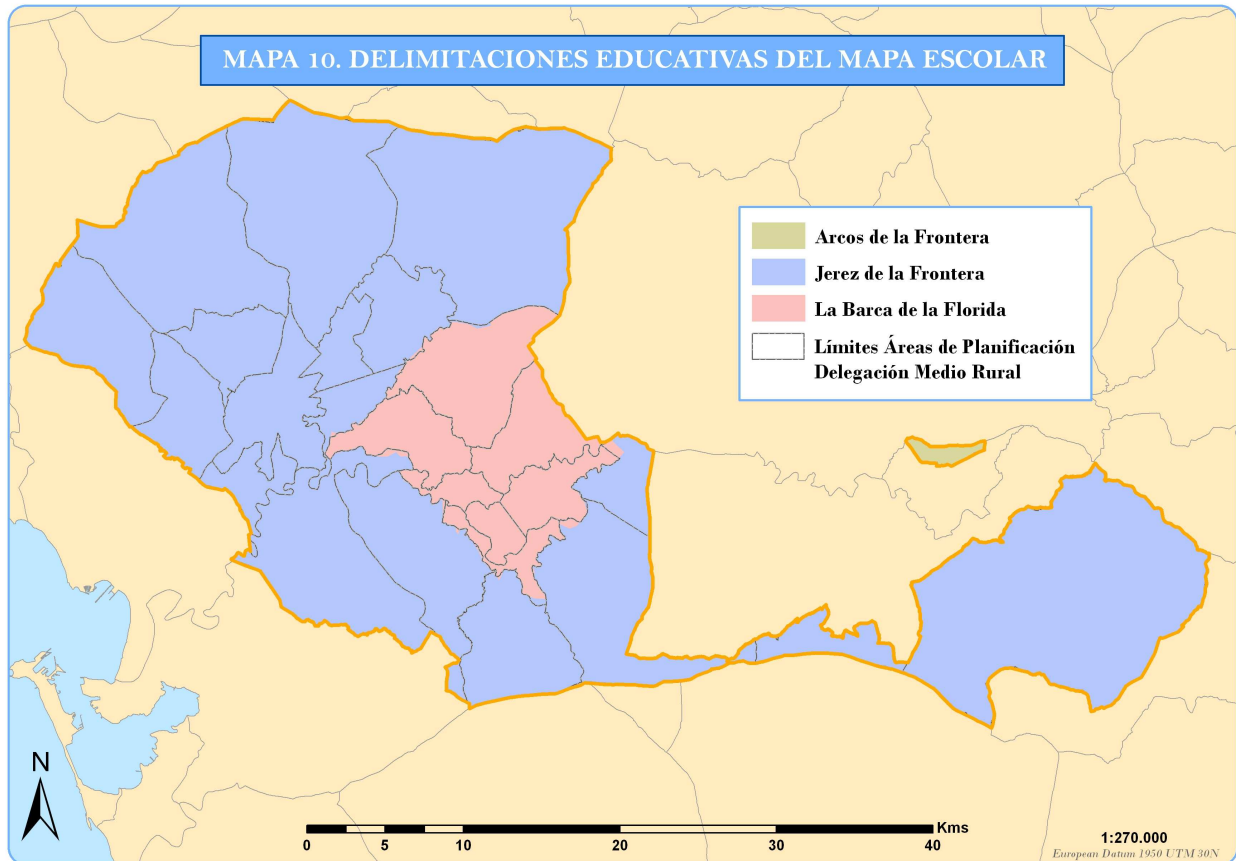 MAPA 10. DELIMITACIONES EDUCATIVAS DEL MAPA ESCOLAR
Arcos de la Frontera
Jerez de la Frontera
La Barca de la Florida
Límites Áreas de Planificación
Delegación Medio Rural
N
Kms
0 5 10 20 30 40
1:270.000
European Datum 1950 UTM 30N